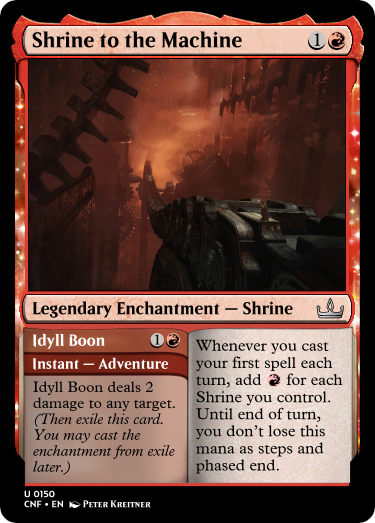 Shrine to the Machine 1
Legendary Enchantment — Shrine
Idyll Boon 1
Instant — Adventure
Idyll Boon deals 2
damage to any target.
(Then exile this card.
You may cast the
enchantment from exile
later.)
Whenever you cast
your first spell each
turn, add for each
Shrine you control.
Until end of turn,
you don't lose this
mana as steps and
phased end.
U 0150
CNF • EN Peter Kreitner